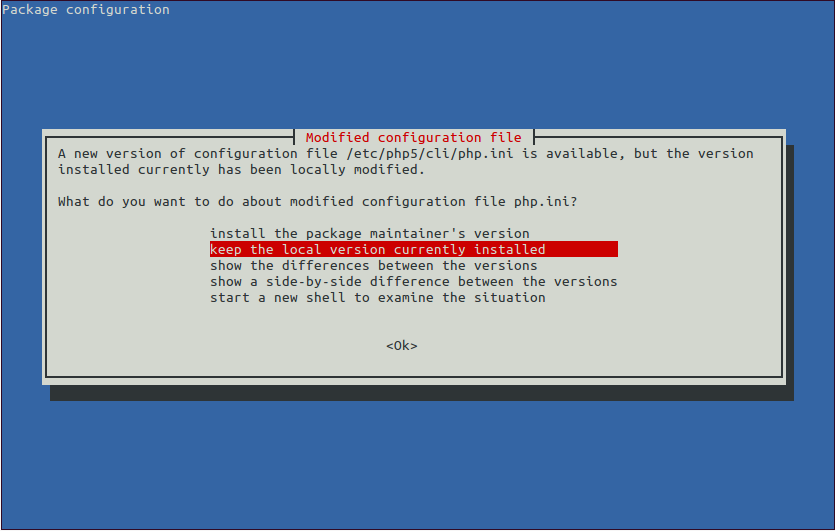 Package configuration
Modified configuration file
A new version of configuration file /etc/php5/cli/php.ini is available, but the version
installed currently has been locally modified.
What do you want to do about modified configuration file php.ini?
install the package maintainer's version
keep the local version currently installed
show the differences between the versions
show a side-by-side difference between the versions
start a new shell to examine the situation
<Ok>